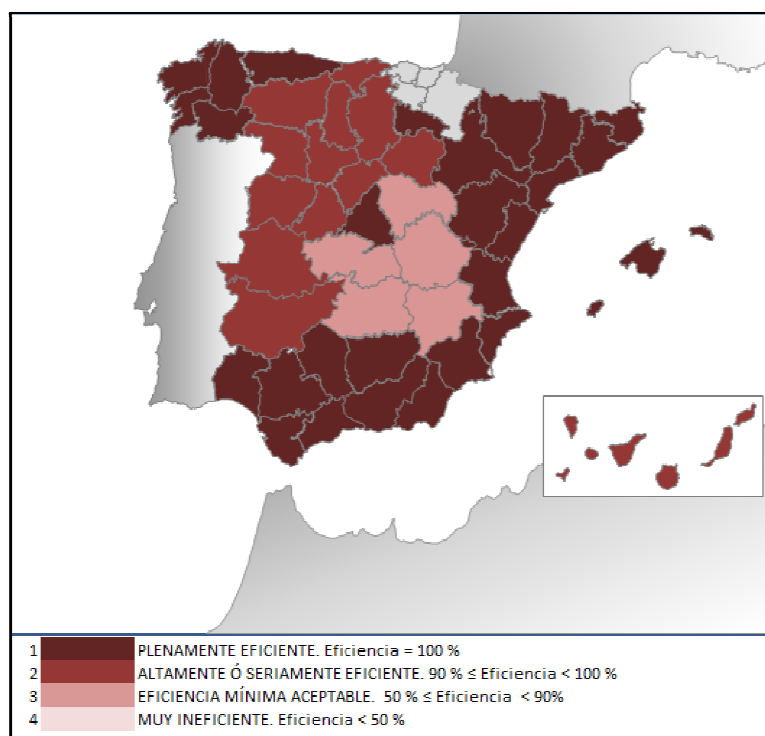 1 PLENAMENTE EFICIENTE. Eficiencia = 100 %
2 ALTAMENTE Ó SERIAMENTE EFICIENTE. 90 % ≤ Eficiencia < 100 %
3 EFICIENCIA MÍNIMA ACEPTABLE. 50 % ≤ Eficiencia < 90%
4 MUY INEFICIENTE. Eficiencia < 50 %